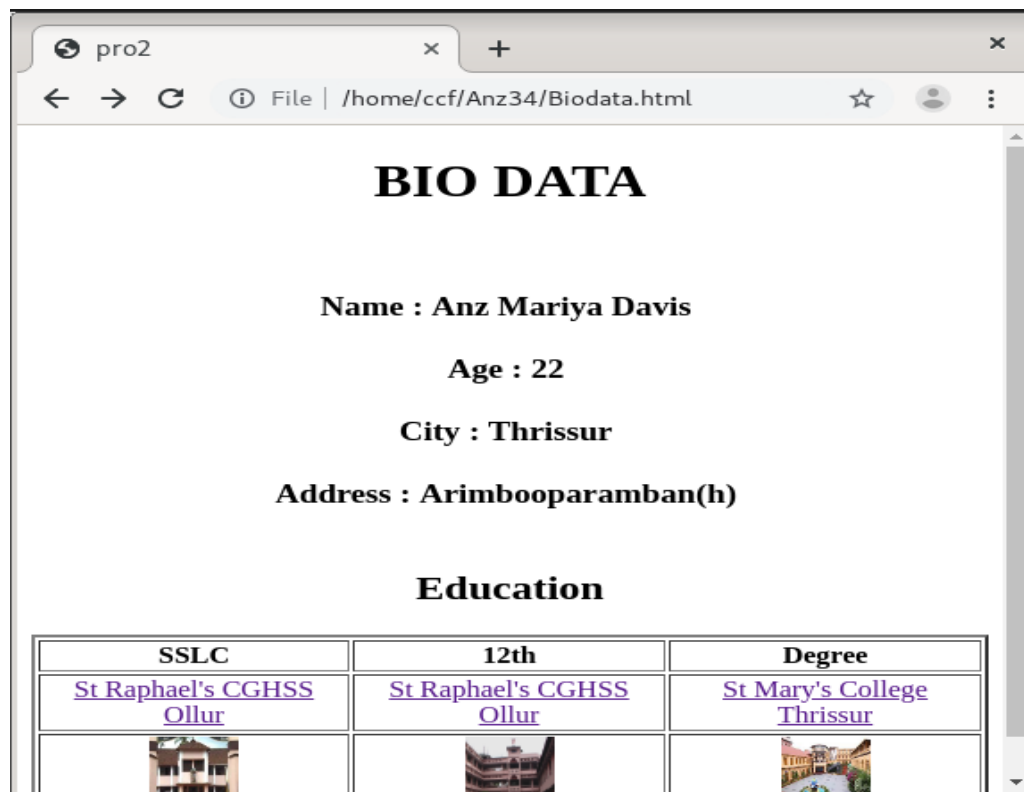 pro2
File | /home/ccf/Anz34/Biodata.html
BIO DATA
Name : Anz Mariya Davis
Age : 22
City : Thrissur
Address : Arimbooparamban(h)
Education
SSLC 12th Degree
St Raphael's CGHSS St Raphael's CGHSS St Mary's College
Ollur Ollur Thrissur